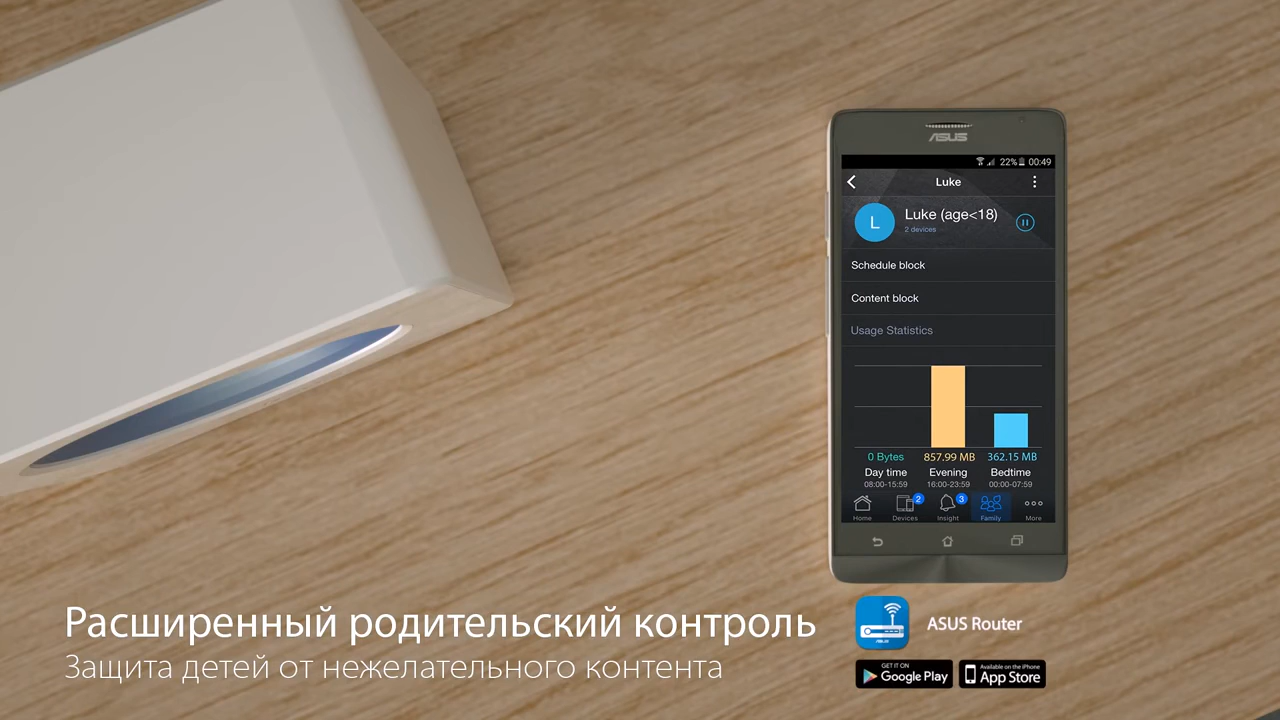 ASUS
22% 00:49
Luke
L
Luke (age<18)
2 devices
Schedule block
Content block
Usage Statistics
0 Bytes 857.99 MB 362.15 MB
Day time Evening Bedtime
08:00-15:59 16:00-23:59 00:00-07:59
2 3
Home Devices Insight Family More
Расширенный родительский контроль
Защита детей от нежелательного контента
ASUS
ASUS Router
GET IT ON
Google Play
Available on the iPhone
App Store